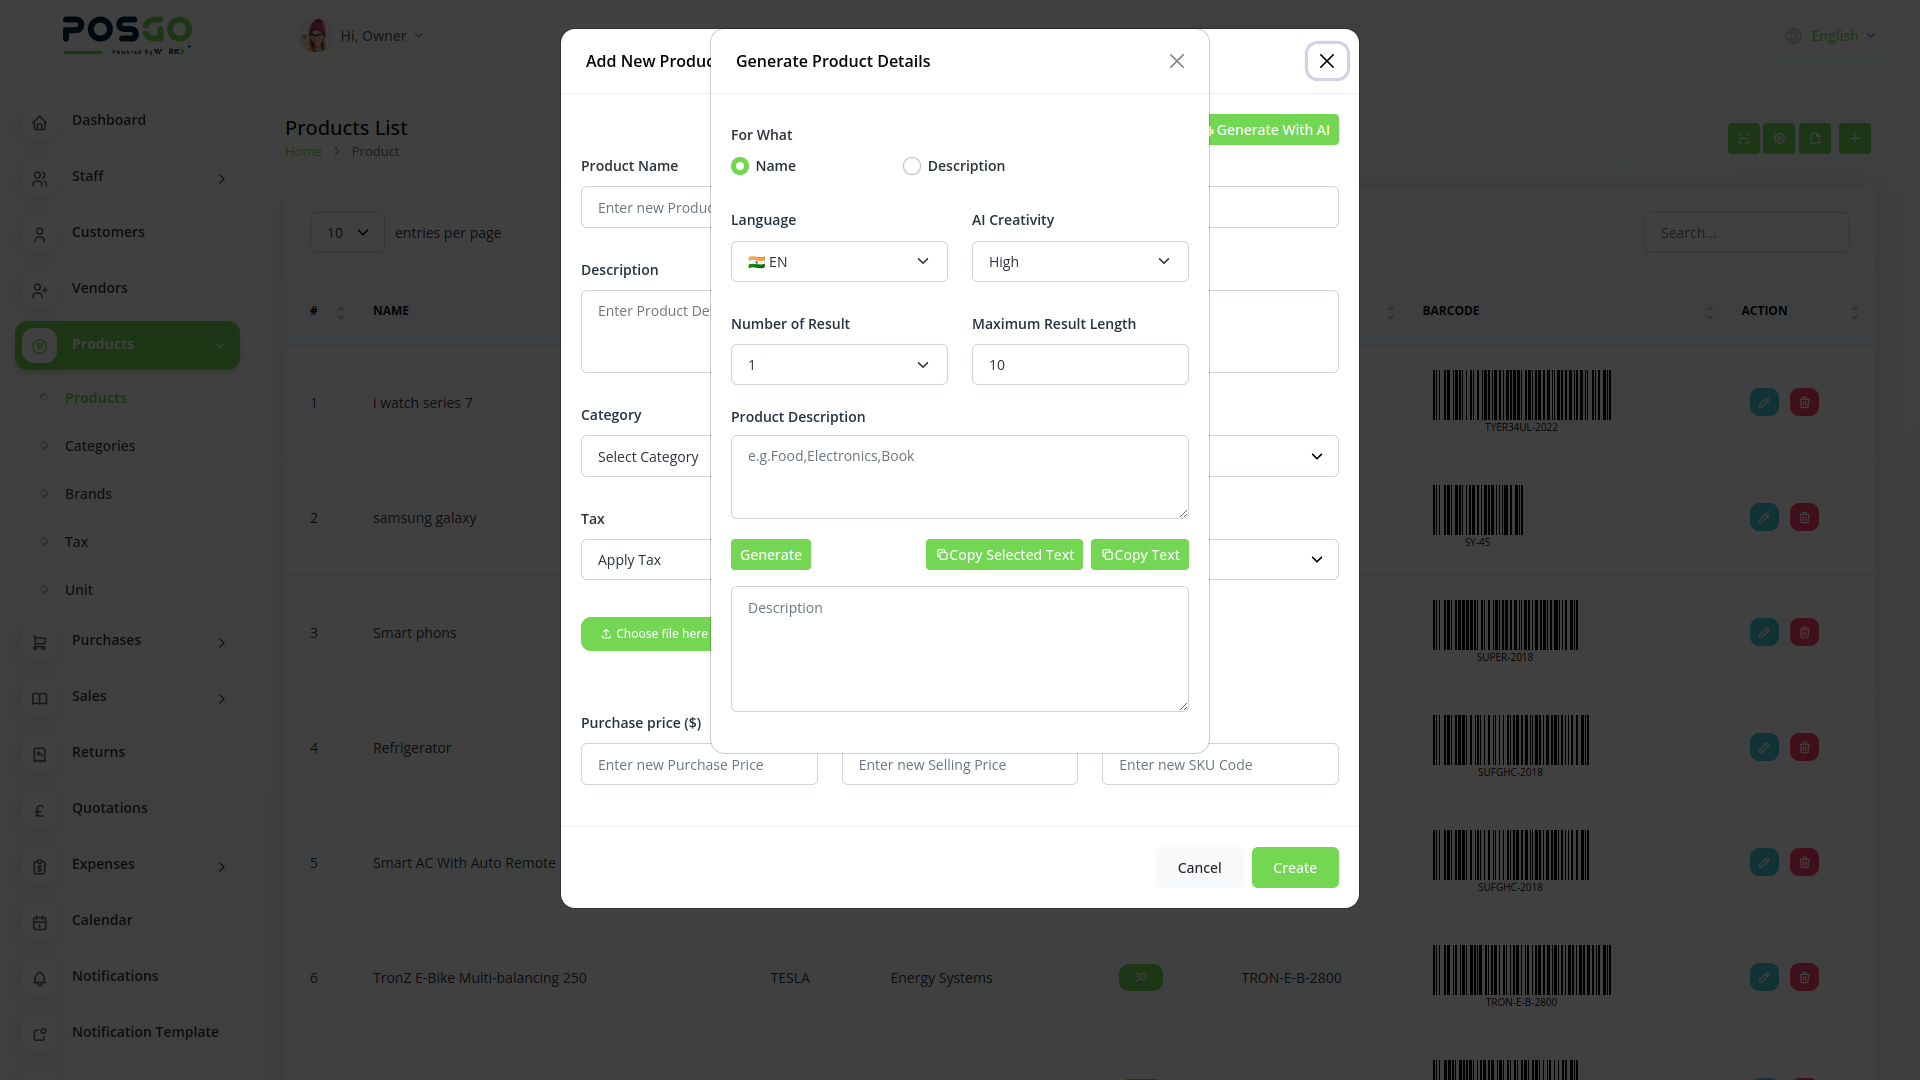 POSGO
Powered By
Hi, Owner
English
Dashboard
Staff
Customers
Vendors
Products
Products
Categories
Brands
Tax
Unit
Purchases
Sales
Returns
Quotations
Expenses
Calendar
Notifications
Notification Template
Products List
Home > Product
10 entries per page
Search...
# NAME BARCODE ACTION
1 i watch series 7
TYER34UL-2022
2 samsung galaxy
SY-45
3 Smart phons
SUPER-2018
4 Refrigerator
SUFGHC-2018
5 Smart AC With Auto Remote
SUFGHC-2018
6 TronZ E-Bike Multi-balancing 250 TESLA Energy Systems 30 TRON-E-B-2800
TRON-E-B-2800
Add New Produc
Generate With AI
Product Name
Enter new Produc
Description
Enter Product De
Category
Select Category
Tax
Apply Tax
Choose file here
Purchase price ($)
Enter new Purchase Price
Enter new Selling Price
Enter new SKU Code
Cancel
Create
Generate Product Details
For What
Name Description
Language AI Creativity
EN High
Number of Result Maximum Result Length
1 10
Product Description
e.g.Food,Electronics,Book
Generate Copy Selected Text Copy Text
Description